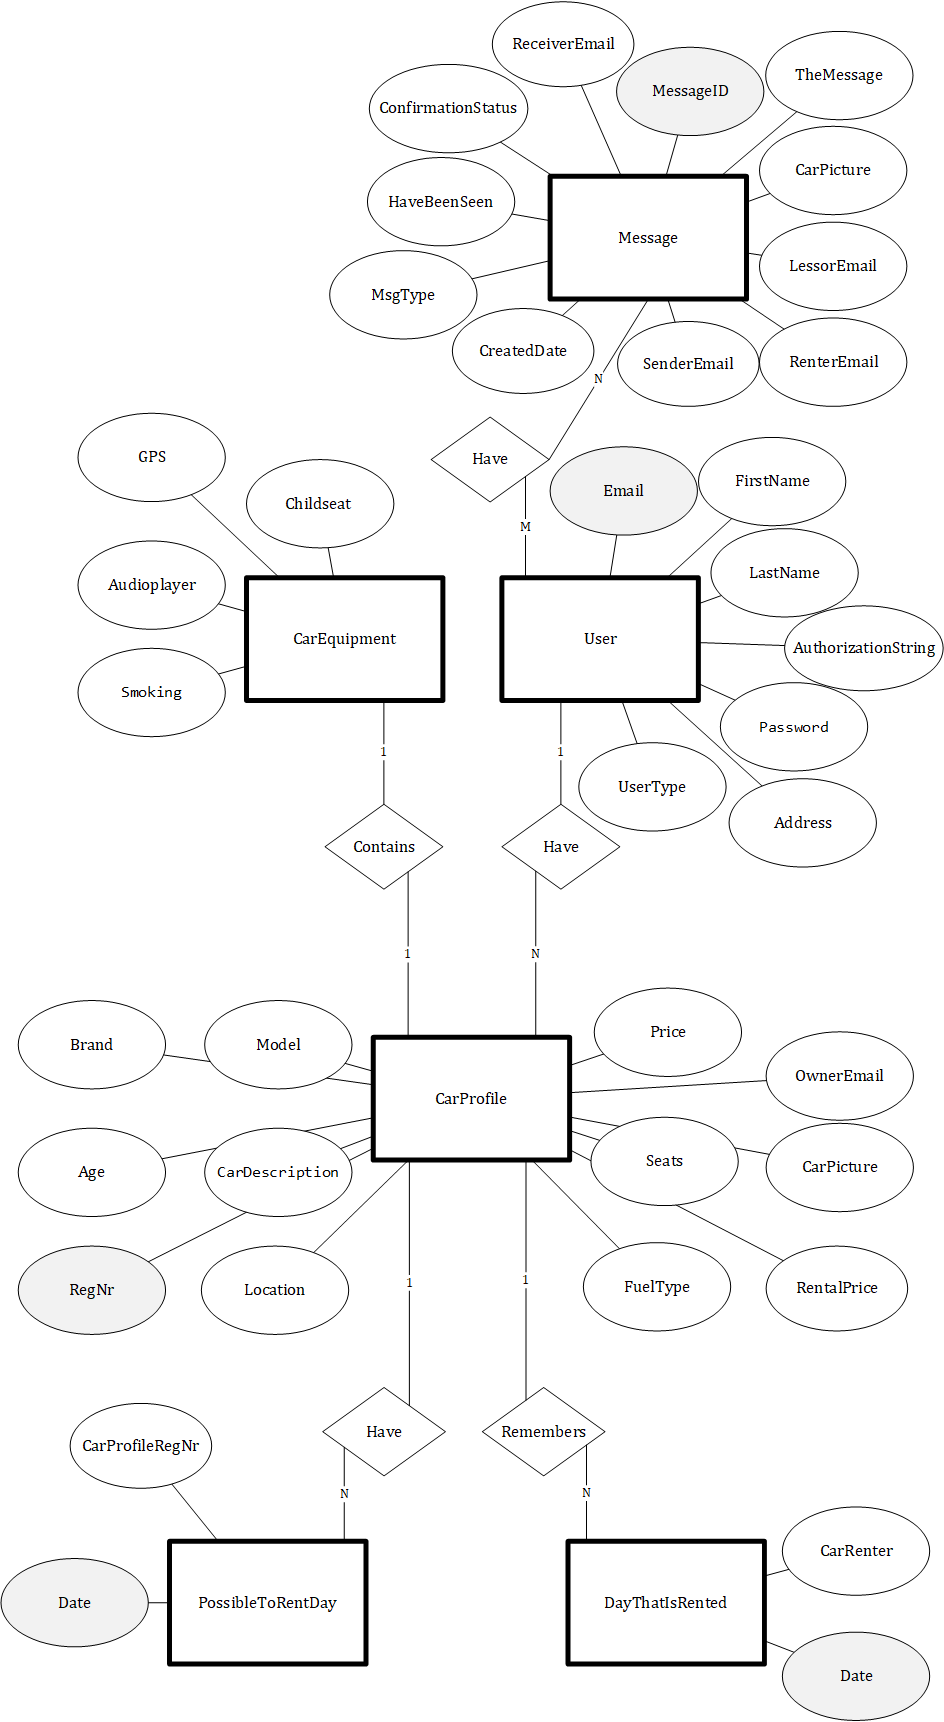 ReceiverEmail
MessageID
TheMessage
ConfirmationStatus
CarPicture
HaveBeenSeen
Message
LessorEmail
MsgType
CreatedDate
SenderEmail
RenterEmail
N
GPS
Have
Email
FirstName
Childseat
M
LastName
Audioplayer
CarEquipment
User
AuthorizationString
Smoking
Password
1
1
UserType
Address
Contains
Have
1
N
Brand
Model
Price
OwnerEmail
CarProfile
Age
CarDescription
Seats
CarPicture
RegNr
Location
1
1
FuelType
RentalPrice
CarProfileRegNr
Have
Remembers
N
N
CarRenter
Date
PossibleToRentDay
DayThatIsRented
Date